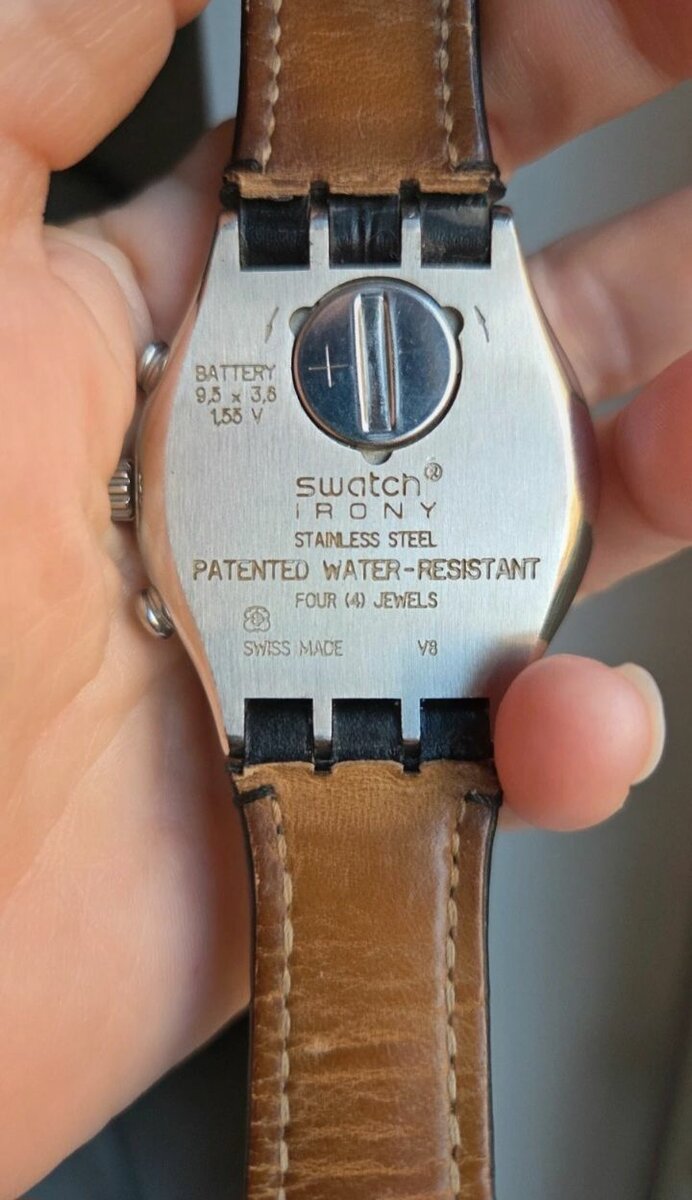 +
BATTERY
9,5 x 3,6
1,55 V
swatch®
IRONY
STAINLESS STEEL
PATENTED WATER-RESISTANT
FOUR (4) JEWELS
SWISS MADE V8